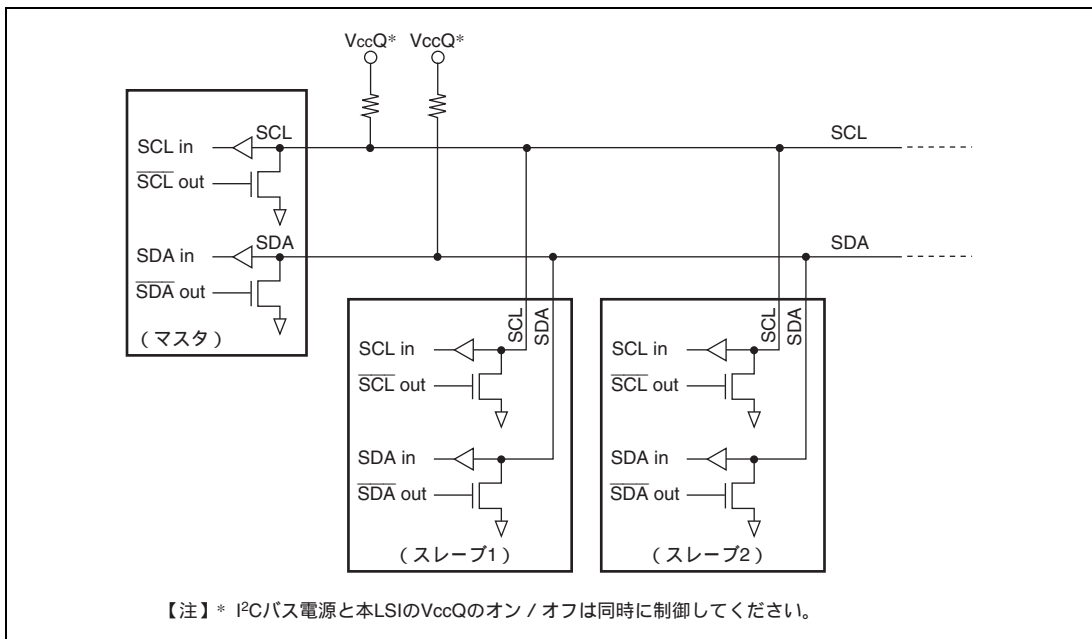 VccQ* VccQ*
SCL
SCL in
SCL out
SDA
SDA in
SDA out
(マスタ)
SCL
SDA
SCL
SDA
SCL in
SCL out
SDA in
SDA out
(スレーブ1)
SCL
SDA
SCL in
SCL out
SDA in
SDA out
(スレーブ2)
【注】* I²Cバス電源と本LSIのVccQのオン / オフは同時に制御してください。